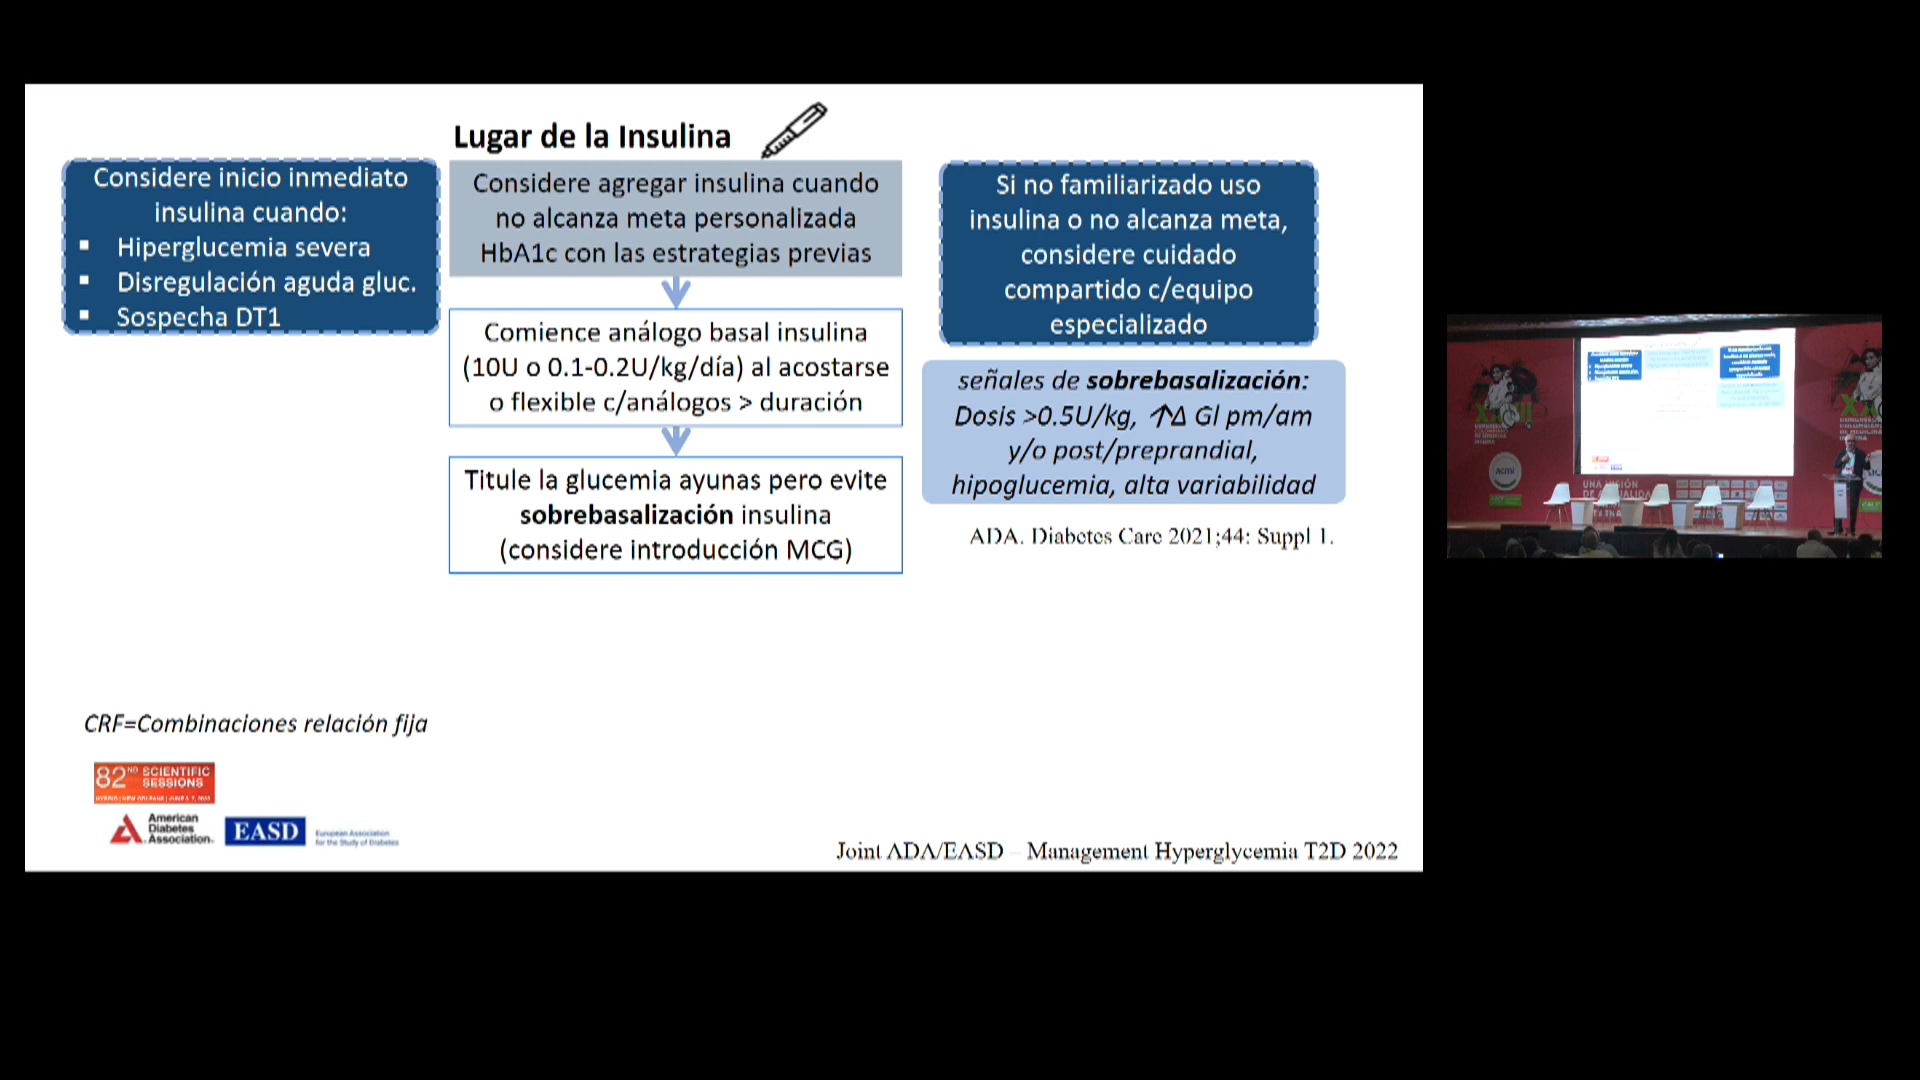 Lugar de la Insulina
Considere inicio inmediato
insulina cuando:
▪ Hiperglucemia severa
▪ Disregulación aguda gluc.
▪ Sospecha DT1
Considere agregar insulina cuando
no alcanza meta personalizada
HbA1c con las estrategias previas
Comience análogo basal insulina
(10U o 0.1-0.2U/kg/día) al acostarse
o flexible c/análogos > duración
Titule la glucemia ayunas pero evite
sobrebasalización insulina
(considere introducción MCG)
Si no familiarizado uso
insulina o no alcanza meta,
considere cuidado
compartido c/equipo
especializado
señales de sobrebasalización:
Dosis >0.5U/kg, ↑Δ Gl pm/am
y/o post/preprandial,
hipoglucemia, alta variabilidad
ADA. Diabetes Care 2021;44: Suppl 1.
CRF=Combinaciones relación fija
82ND SCIENTIFIC
SESSIONS
American
Diabetes
Association.
EASD
European Association
for the Study of Diabetes
Joint ADA/EASD – Management Hyperglycemia T2D 2022
acmi
UNA VISIÓN